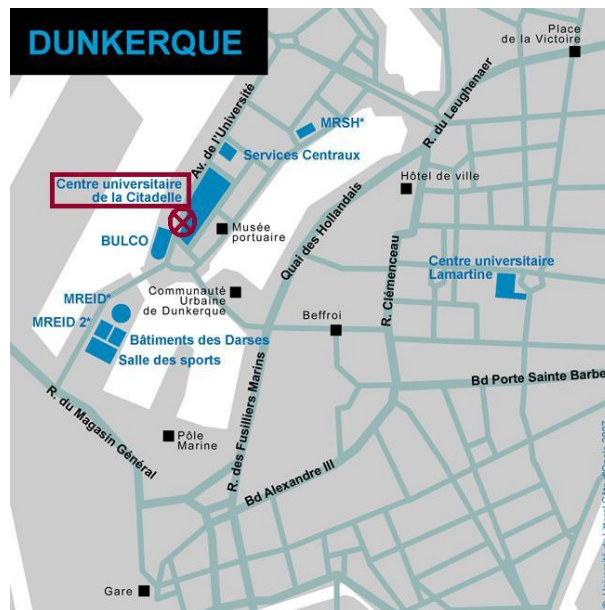 DUNKERQUE
Place
de la Victoire
R. du Leughenaer
MRSH*
Av. de l'Université
Services Centraux
Centre universitaire
de la Citadelle
Hôtel de ville
Quai des Hollandais
Musée
portuaire
BULCO
Centre universitaire
Lamartine
R. Clémenceau
Communauté
Urbaine
de Dunkerque
MREID*
MREID 2*
Beffroi
Bâtiments des Darses
Salle des sports
Bd Porte Sainte Barbe
R. du Magasin Général
R. des Fusilliers Marins
Pôle
Marine
Bd Alexandre III
Gare